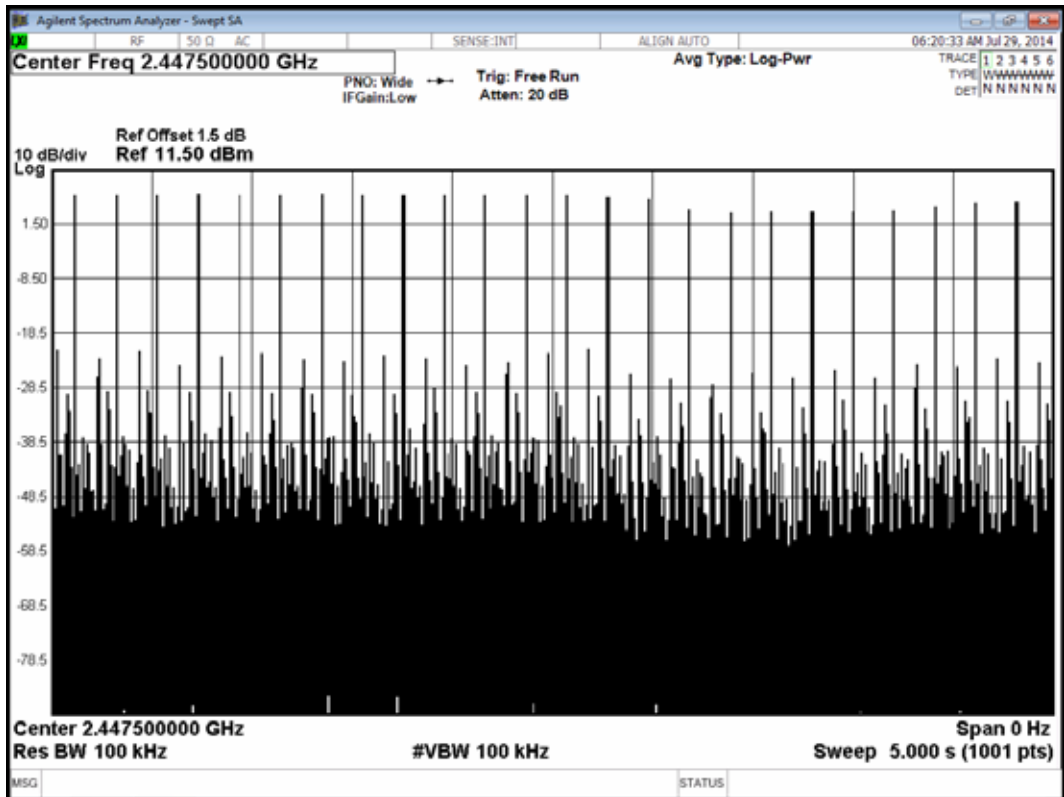 Agilent Spectrum Analyzer - Swept SA
LXI RF 50 Ω AC SENSE:INT ALIGN AUTO 06:20:33 AM Jul 29, 2014
Center Freq 2.447500000 GHz Avg Type: Log-Pwr TRACE 1 2 3 4 5 6
PNO: Wide Trig: Free Run TYPE WWWWWW
IFGain:Low Atten: 20 dB DET N N N N N N
Ref Offset 1.5 dB
10 dB/div Ref 11.50 dBm
Log
1.50
-8.50
-18.5
-28.5
-38.5
-48.5
-58.5
-68.5
-78.5
Center 2.447500000 GHz Span 0 Hz
Res BW 100 kHz #VBW 100 kHz Sweep 5.000 s (1001 pts)
MSG STATUS